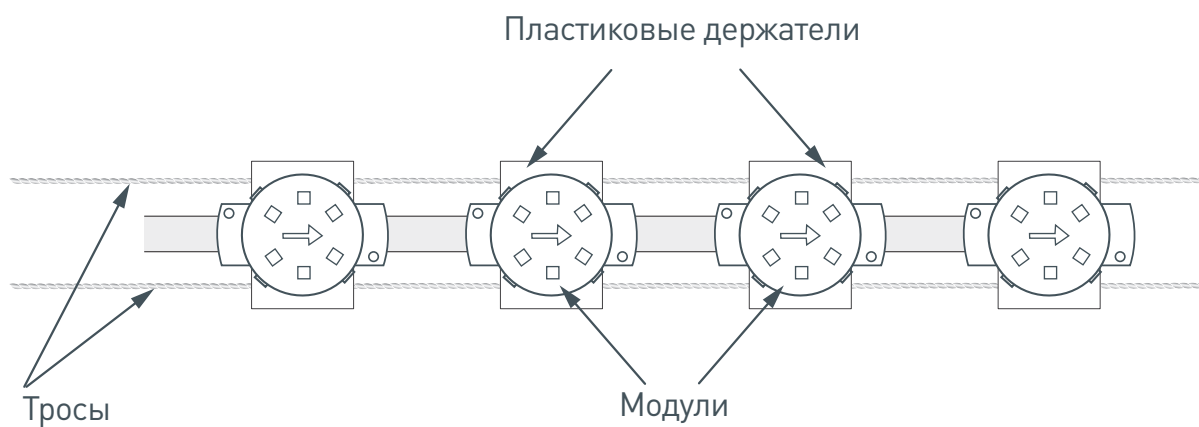 Пластиковые держатели
Тросы
Модули